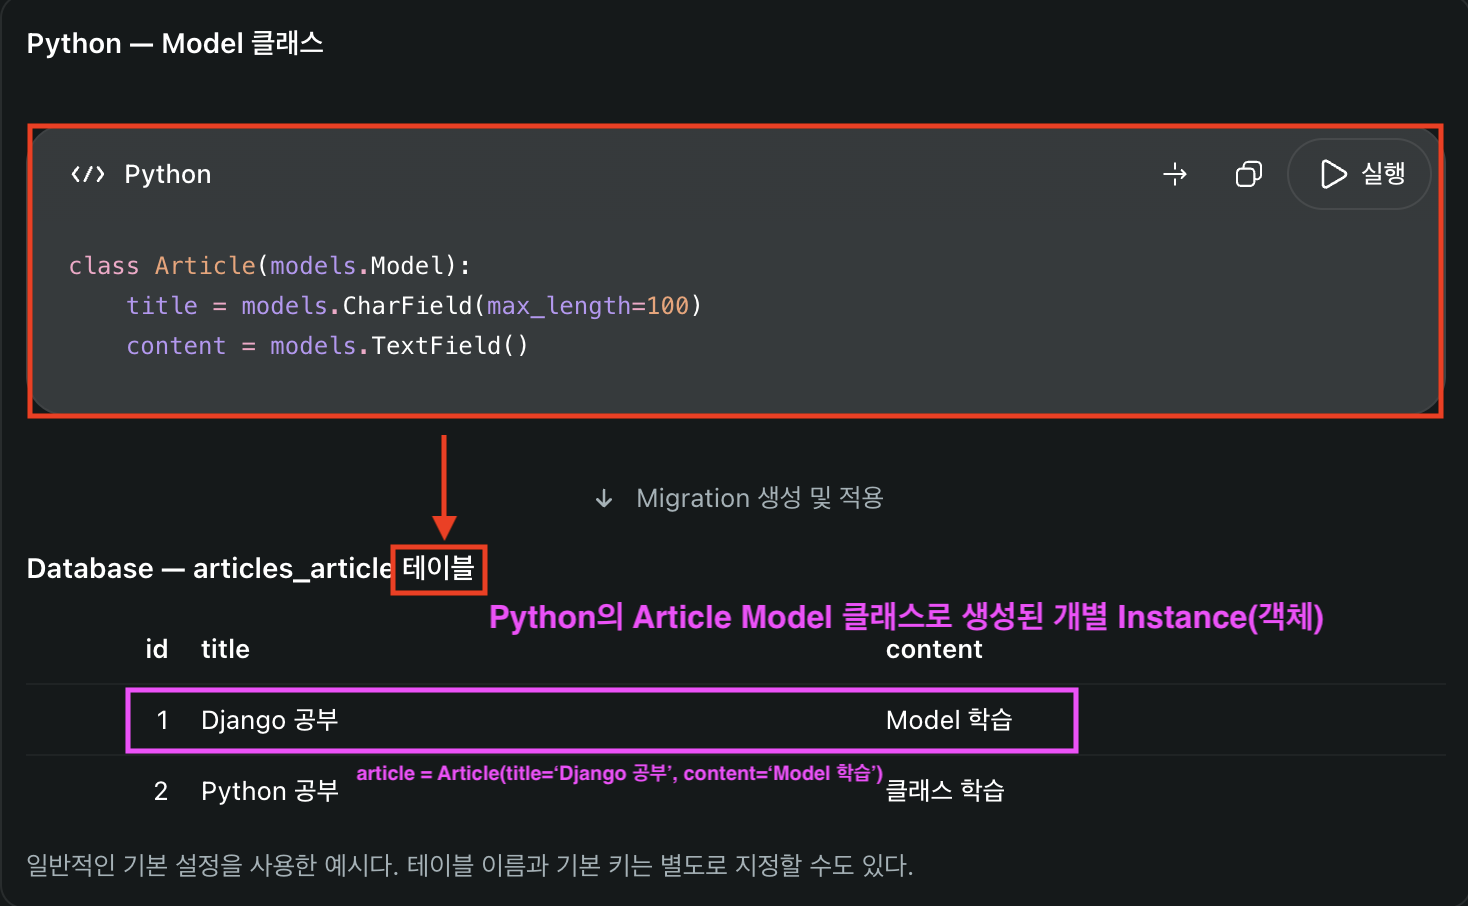 Python — Model 클래스
</> Python
실행
class Article(models.Model):
title = models.CharField(max_length=100)
content = models.TextField()
↓ Migration 생성 및 적용
Database — articles_article 테이블
Python의 Article Model 클래스로 생성된 개별 Instance(객체)
id title content
1 Django 공부 Model 학습
article = Article(title=‘Django 공부’, content=‘Model 학습’)
2 Python 공부 클래스 학습
일반적인 기본 설정을 사용한 예시다. 테이블 이름과 기본 키는 별도로 지정할 수도 있다.